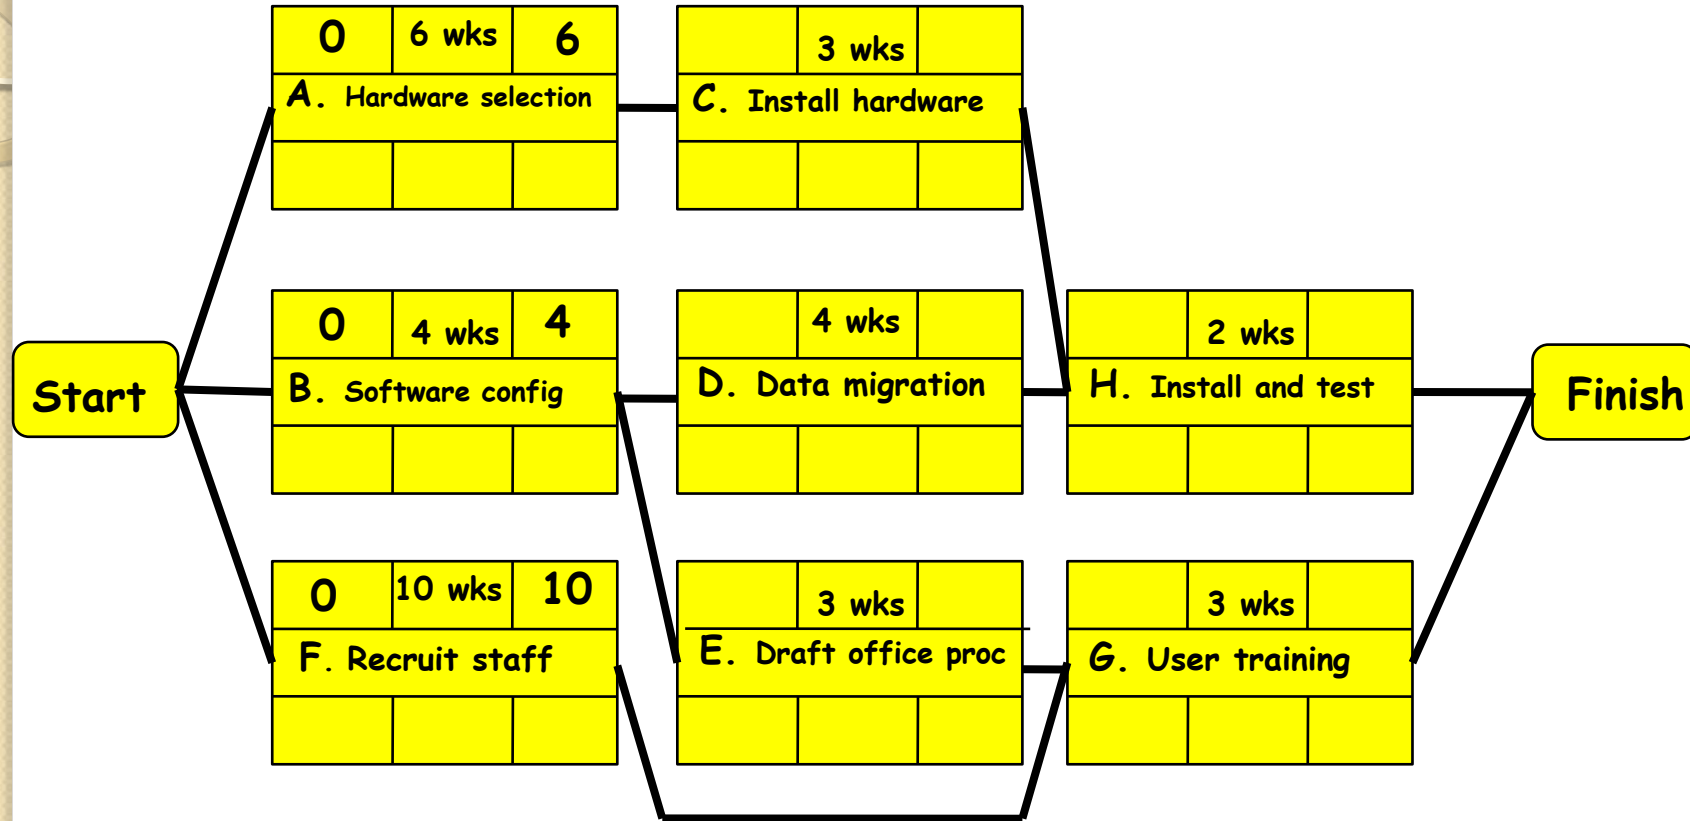 0 6 wks 6
A. Hardware selection
3 wks
C. Install hardware
Start
0 4 wks 4
B. Software config
4 wks
D. Data migration
2 wks
H. Install and test
Finish
0 10 wks 10
F. Recruit staff
3 wks
E. Draft office proc
3 wks
G. User training